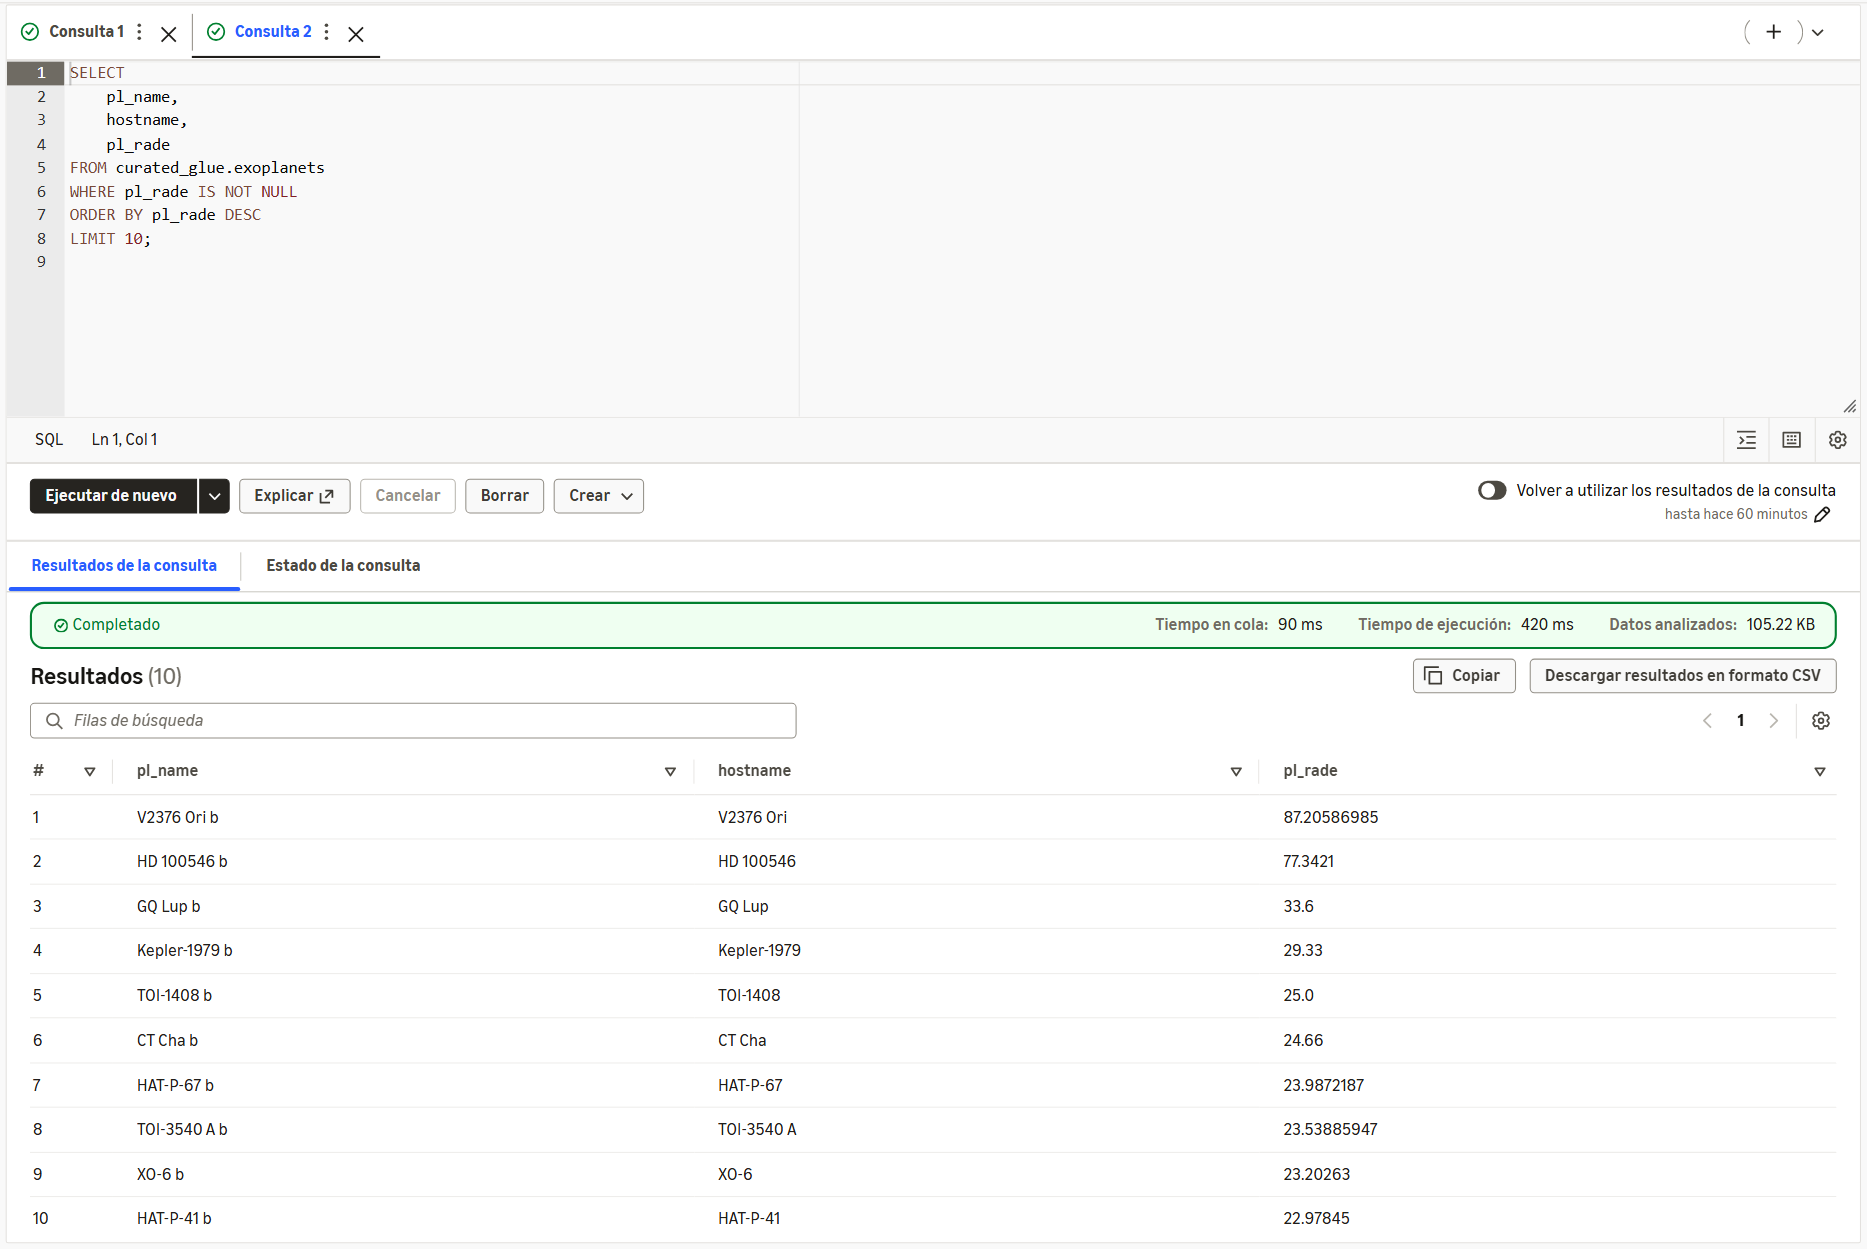 Consulta 1
Consulta 2
1 SELECT
2 pl_name,
3 hostname,
4 pl_rade
5 FROM curated_glue.exoplanets
6 WHERE pl_rade IS NOT NULL
7 ORDER BY pl_rade DESC
8 LIMIT 10;
9
SQL Ln 1, Col 1
Ejecutar de nuevo Explicar Cancelar Borrar Crear Volver a utilizar los resultados de la consulta
hasta hace 60 minutos
Resultados de la consulta Estado de la consulta
Completado Tiempo en cola: 90 ms Tiempo de ejecución: 420 ms Datos analizados: 105.22 KB
Resultados (10) Copiar Descargar resultados en formato CSV
Filas de búsqueda 1
# pl_name hostname pl_rade
1 V2376 Ori b V2376 Ori 87.20586985
2 HD 100546 b HD 100546 77.3421
3 GQ Lup b GQ Lup 33.6
4 Kepler-1979 b Kepler-1979 29.33
5 TOI-1408 b TOI-1408 25.0
6 CT Cha b CT Cha 24.66
7 HAT-P-67 b HAT-P-67 23.9872187
8 TOI-3540 A b TOI-3540 A 23.53885947
9 XO-6 b XO-6 23.20263
10 HAT-P-41 b HAT-P-41 22.97845